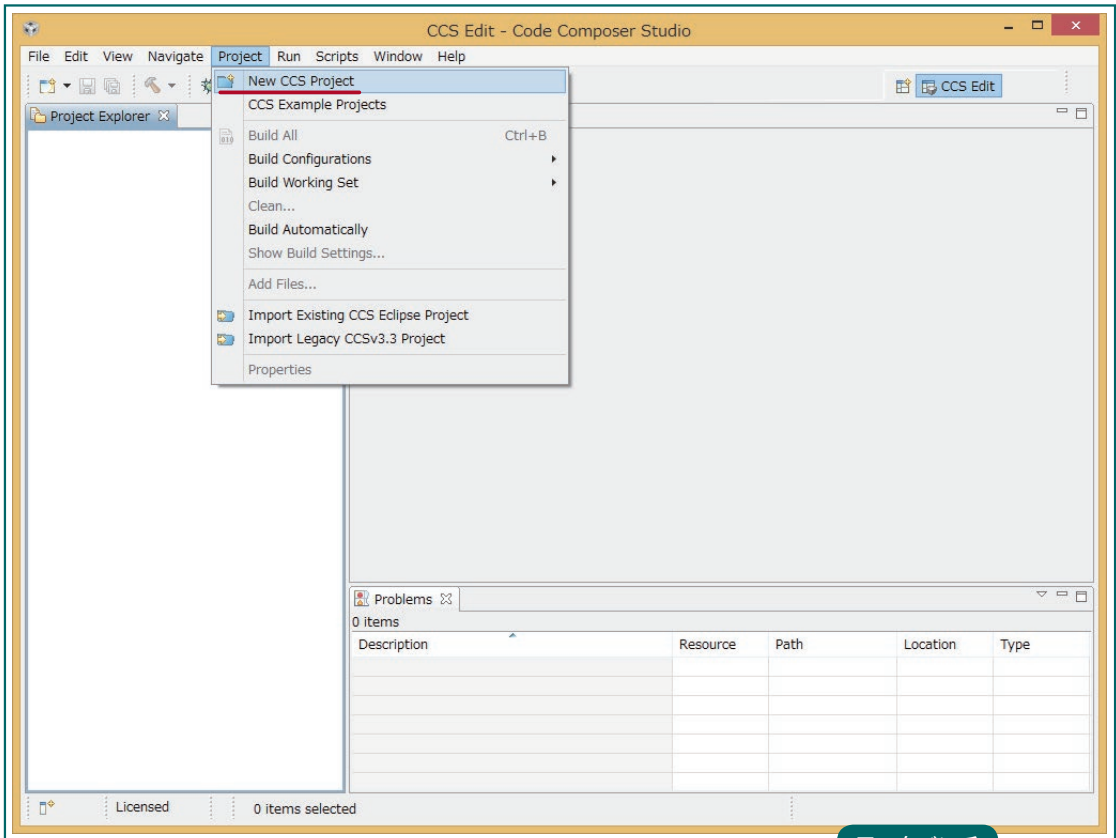 CCS Edit - Code Composer Studio
File Edit View Navigate Project Run Scripts Window Help
New CCS Project
CCS Edit
CCS Example Projects
Project Explorer
Build All Ctrl+B
Build Configurations
Build Working Set
Clean...
Build Automatically
Show Build Settings...
Add Files...
Import Existing CCS Eclipse Project
Import Legacy CCSv3.3 Project
Properties
Problems
0 items
Description Resource Path Location Type
Licensed 0 items selected